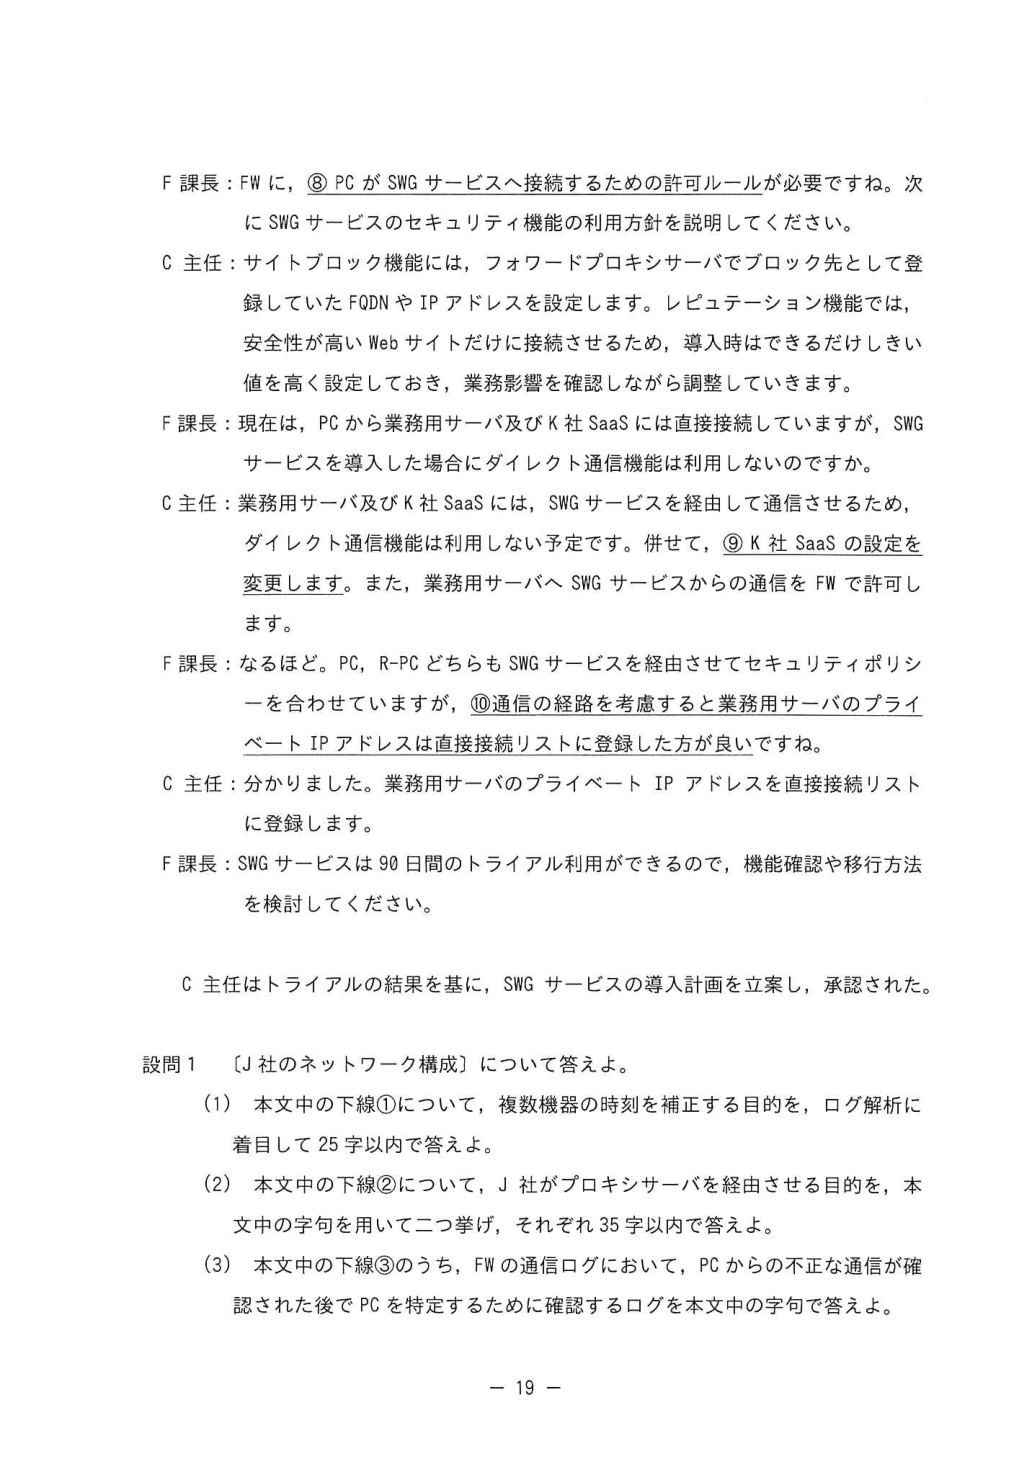 F 課長：FW に，⑧ PC が SWG サービスへ接続するための許可ルールが必要ですね。次
に SWG サービスのセキュリティ機能の利用方針を説明してください。
C 主任：サイトブロック機能には，フォワードプロキシサーバでブロック先として登
録していた FQDN や IP アドレスを設定します。レピュテーション機能では，
安全性が高い Web サイトだけに接続させるため，導入時はできるだけしきい
値を高く設定しておき，業務影響を確認しながら調整していきます。
F 課長：現在は，PC から業務用サーバ及び K 社 SaaS には直接接続していますが，SWG
サービスを導入した場合にダイレクト通信機能は利用しないのですか。
C 主任：業務用サーバ及び K 社 SaaS には，SWG サービスを経由して通信させるため，
ダイレクト通信機能は利用しない予定です。併せて，⑨ K 社 SaaS の設定を
変更します。また，業務用サーバへ SWG サービスからの通信を FW で許可し
ます。
F 課長：なるほど。PC，R-PC どちらも SWG サービスを経由させてセキュリティポリシ
ーを合わせていますが，⑩通信の経路を考慮すると業務用サーバのプライ
ベート IP アドレスは直接接続リストに登録した方が良いですね。
C 主任：分かりました。業務用サーバのプライベート IP アドレスを直接接続リスト
に登録します。
F 課長：SWG サービスは 90 日間のトライアル利用ができるので，機能確認や移行方法
を検討してください。
C 主任はトライアルの結果を基に，SWG サービスの導入計画を立案し，承認された。
設問 1 〔J 社のネットワーク構成〕について答えよ。
(1) 本文中の下線①について，複数機器の時刻を補正する目的を，ログ解析に
着目して 25 字以内で答えよ。
(2) 本文中の下線②について，J 社がプロキシサーバを経由させる目的を，本
文中の字句を用いて二つ挙げ，それぞれ 35 字以内で答えよ。
(3) 本文中の下線③のうち，FW の通信ログにおいて，PC からの不正な通信が確
認された後で PC を特定するために確認するログを本文中の字句で答えよ。
－ 19 －